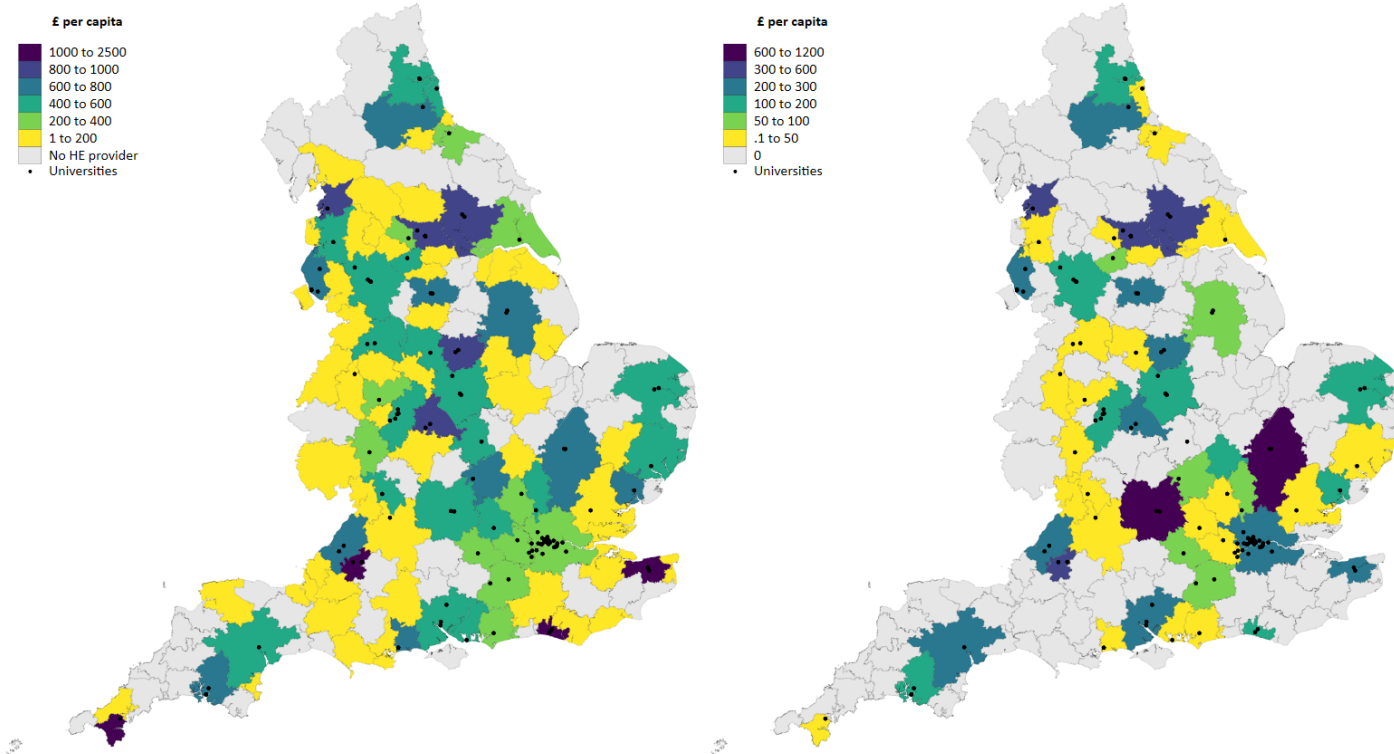 £ per capita
1000 to 2500
800 to 1000
600 to 800
400 to 600
200 to 400
1 to 200
No HE provider
Universities
£ per capita
600 to 1200
300 to 600
200 to 300
100 to 200
50 to 100
.1 to 50
0
Universities